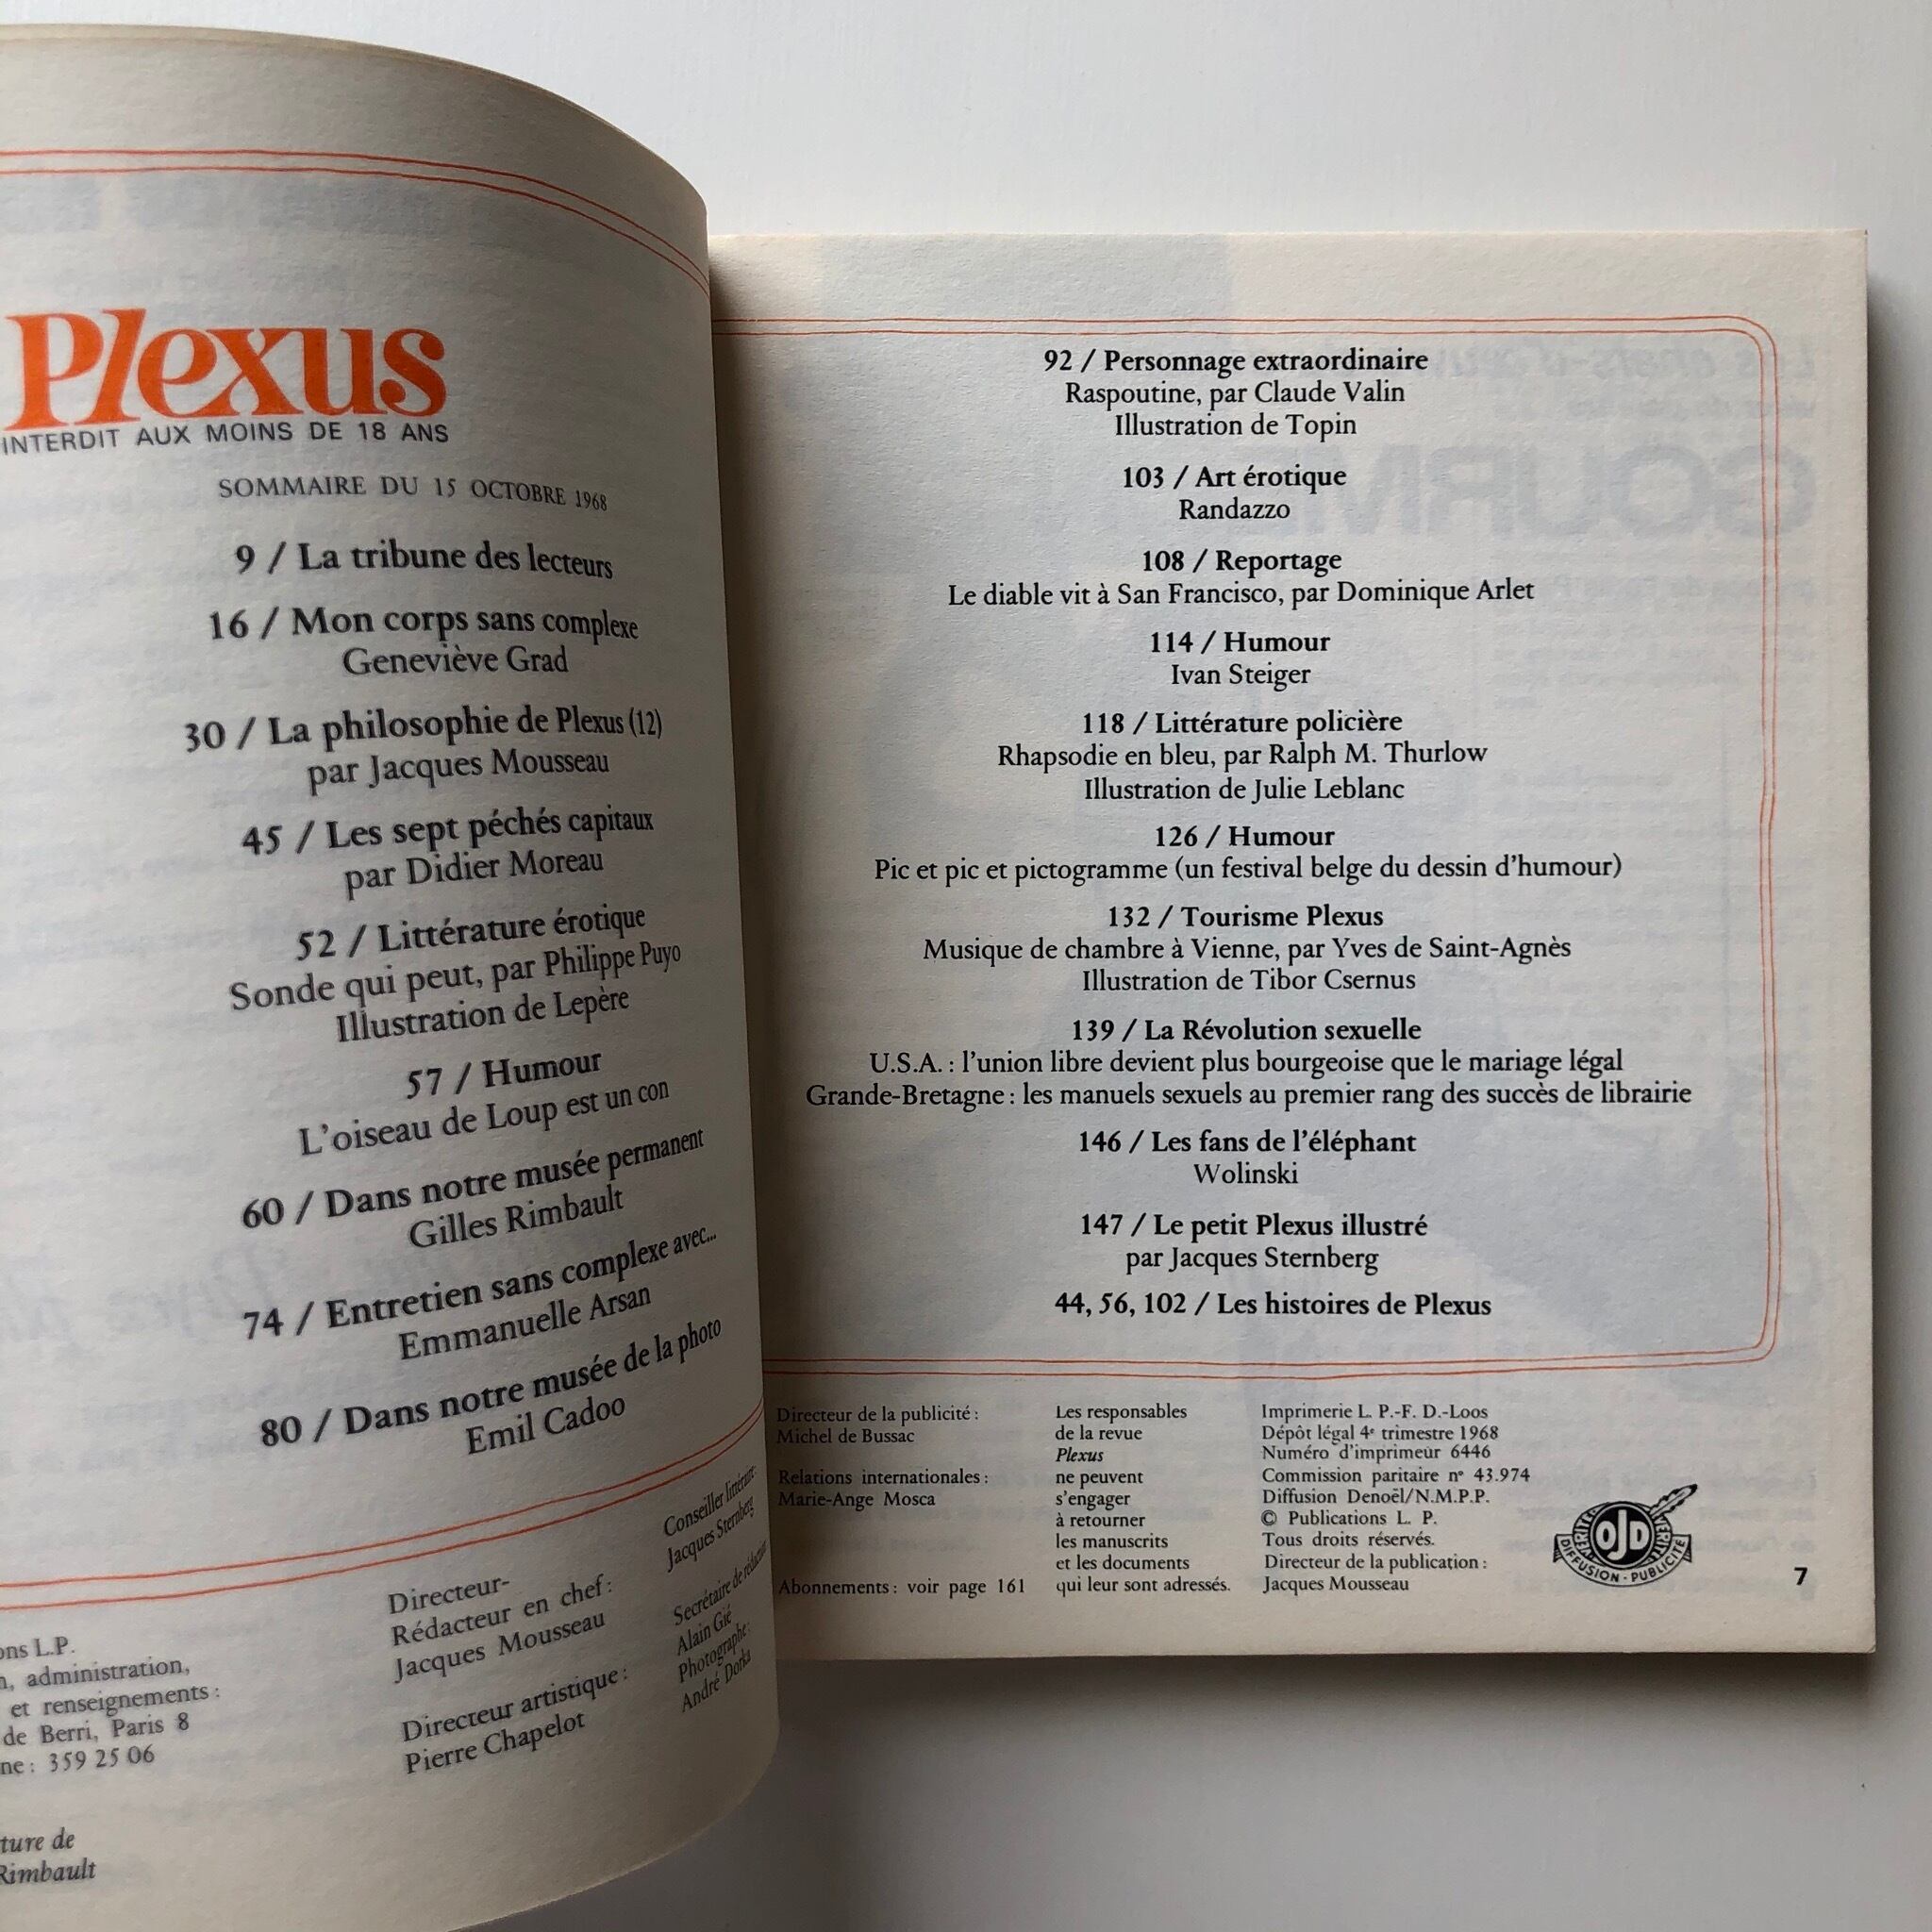 Plexus
INTERDIT AUX MOINS DE 18 ANS
SOMMAIRE DU 15 OCTOBRE 1968
9 / La tribune des lecteurs
16 / Mon corps sans complexe
Geneviève Grad
30 / La philosophie de Plexus (12)
par Jacques Mousseau
45 / Les sept péchés capitaux
par Didier Moreau
52 / Littérature érotique
Sonde qui peut, par Philippe Puyo
Illustration de Lepère
57 / Humour
L'oiseau de Loup est un con
60 / Dans notre musée permanent
Gilles Rimbault
74 / Entretien sans complexe avec...
Emmanuelle Arsan
80 / Dans notre musée de la photo
Emil Cadoo
ons L.P.
n, administration,
et renseignements :
de Berri, Paris 8
ne : 359 25 06
ture de
Rimbault
Directeur-
Rédacteur en chef :
Jacques Mousseau
Directeur artistique :
Pierre Chapelot
Conseiller littéraire :
Jacques Sternberg
Secrétaire de rédaction :
Alain Gié
Photographe :
André Dorka
92 / Personnage extraordinaire
Raspoutine, par Claude Valin
Illustration de Topin
103 / Art érotique
Randazzo
108 / Reportage
Le diable vit à San Francisco, par Dominique Arlet
114 / Humour
Ivan Steiger
118 / Littérature policière
Rhapsodie en bleu, par Ralph M. Thurlow
Illustration de Julie Leblanc
126 / Humour
Pic et pic et pictogramme (un festival belge du dessin d'humour)
132 / Tourisme Plexus
Musique de chambre à Vienne, par Yves de Saint-Agnès
Illustration de Tibor Csernus
139 / La Révolution sexuelle
U.S.A. : l'union libre devient plus bourgeoise que le mariage légal
Grande-Bretagne : les manuels sexuels au premier rang des succès de librairie
146 / Les fans de l'éléphant
Wolinski
147 / Le petit Plexus illustré
par Jacques Sternberg
44, 56, 102 / Les histoires de Plexus
Directeur de la publicité :
Michel de Bussac
Relations internationales :
Marie-Ange Mosca
Abonnements : voir page 161
Les responsables
de la revue
Plexus
ne peuvent
s'engager
à retourner
les manuscrits
et les documents
qui leur sont adressés.
Imprimerie L. P.-F. D.-Loos
Dépôt légal 4e trimestre 1968
Numéro d'imprimeur 6446
Commission paritaire n° 43.974
Diffusion Denoël/N.M.P.P.
© Publications L. P.
Tous droits réservés.
Directeur de la publication :
Jacques Mousseau
OJD
DIFFUSION - PUBLICITÉ
7